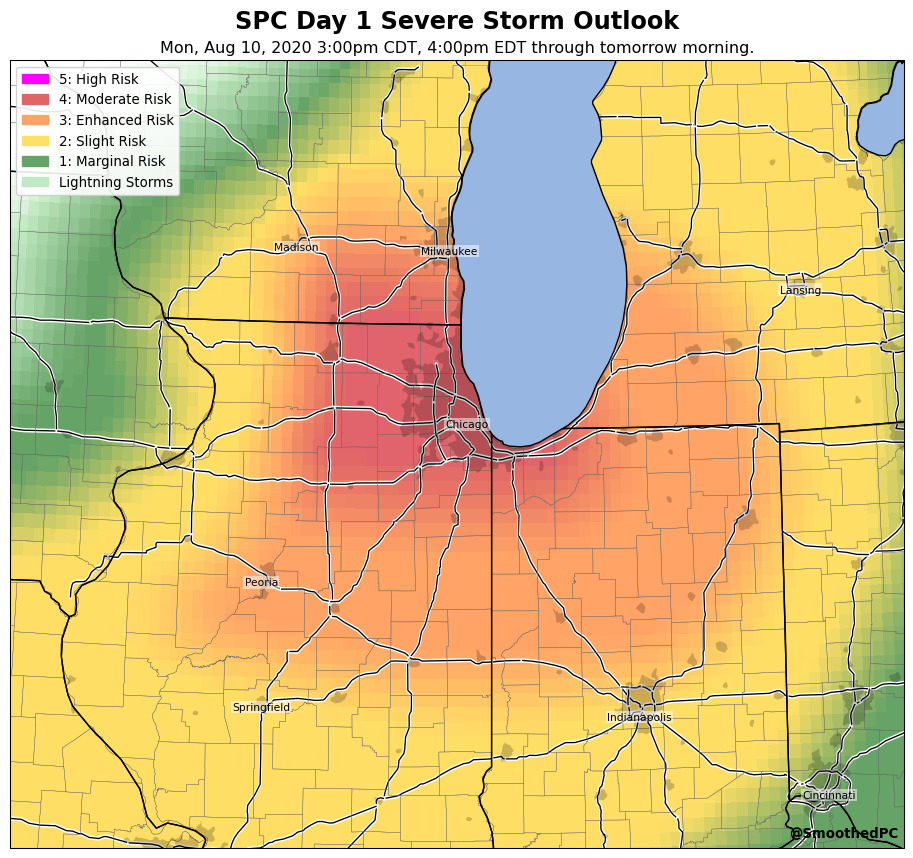 SPC Day 1 Severe Storm Outlook
Mon, Aug 10, 2020 3:00pm CDT, 4:00pm EDT through tomorrow morning.
5: High Risk
4: Moderate Risk
3: Enhanced Risk
2: Slight Risk
1: Marginal Risk
Lightning Storms
Madison
Milwaukee
Lansing
Chicago
Peoria
Springfield
Indianapolis
Cincinnati
@SmoothedPC